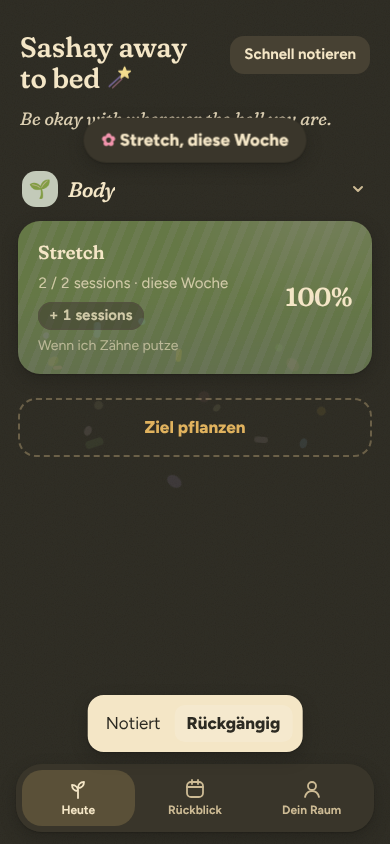 Sashay away
to bed
Schnell notieren
Be okay with wherever the hell you are.
Stretch, diese Woche
Body
Stretch
2 / 2 sessions · diese Woche
100%
+ 1 sessions
Wenn ich Zähne putze
Ziel pflanzen
Notiert
Rückgängig
Heute
Rückblick
Dein Raum